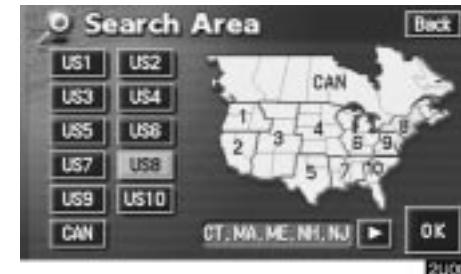 Search Area
Back
US1 US2
US3 US4
US5 US6
US7 US8
US9 US10
CAN
CAN
1
2
3
4
5
6
7
8
9
10
CT, MA, ME, NH, NJ
OK